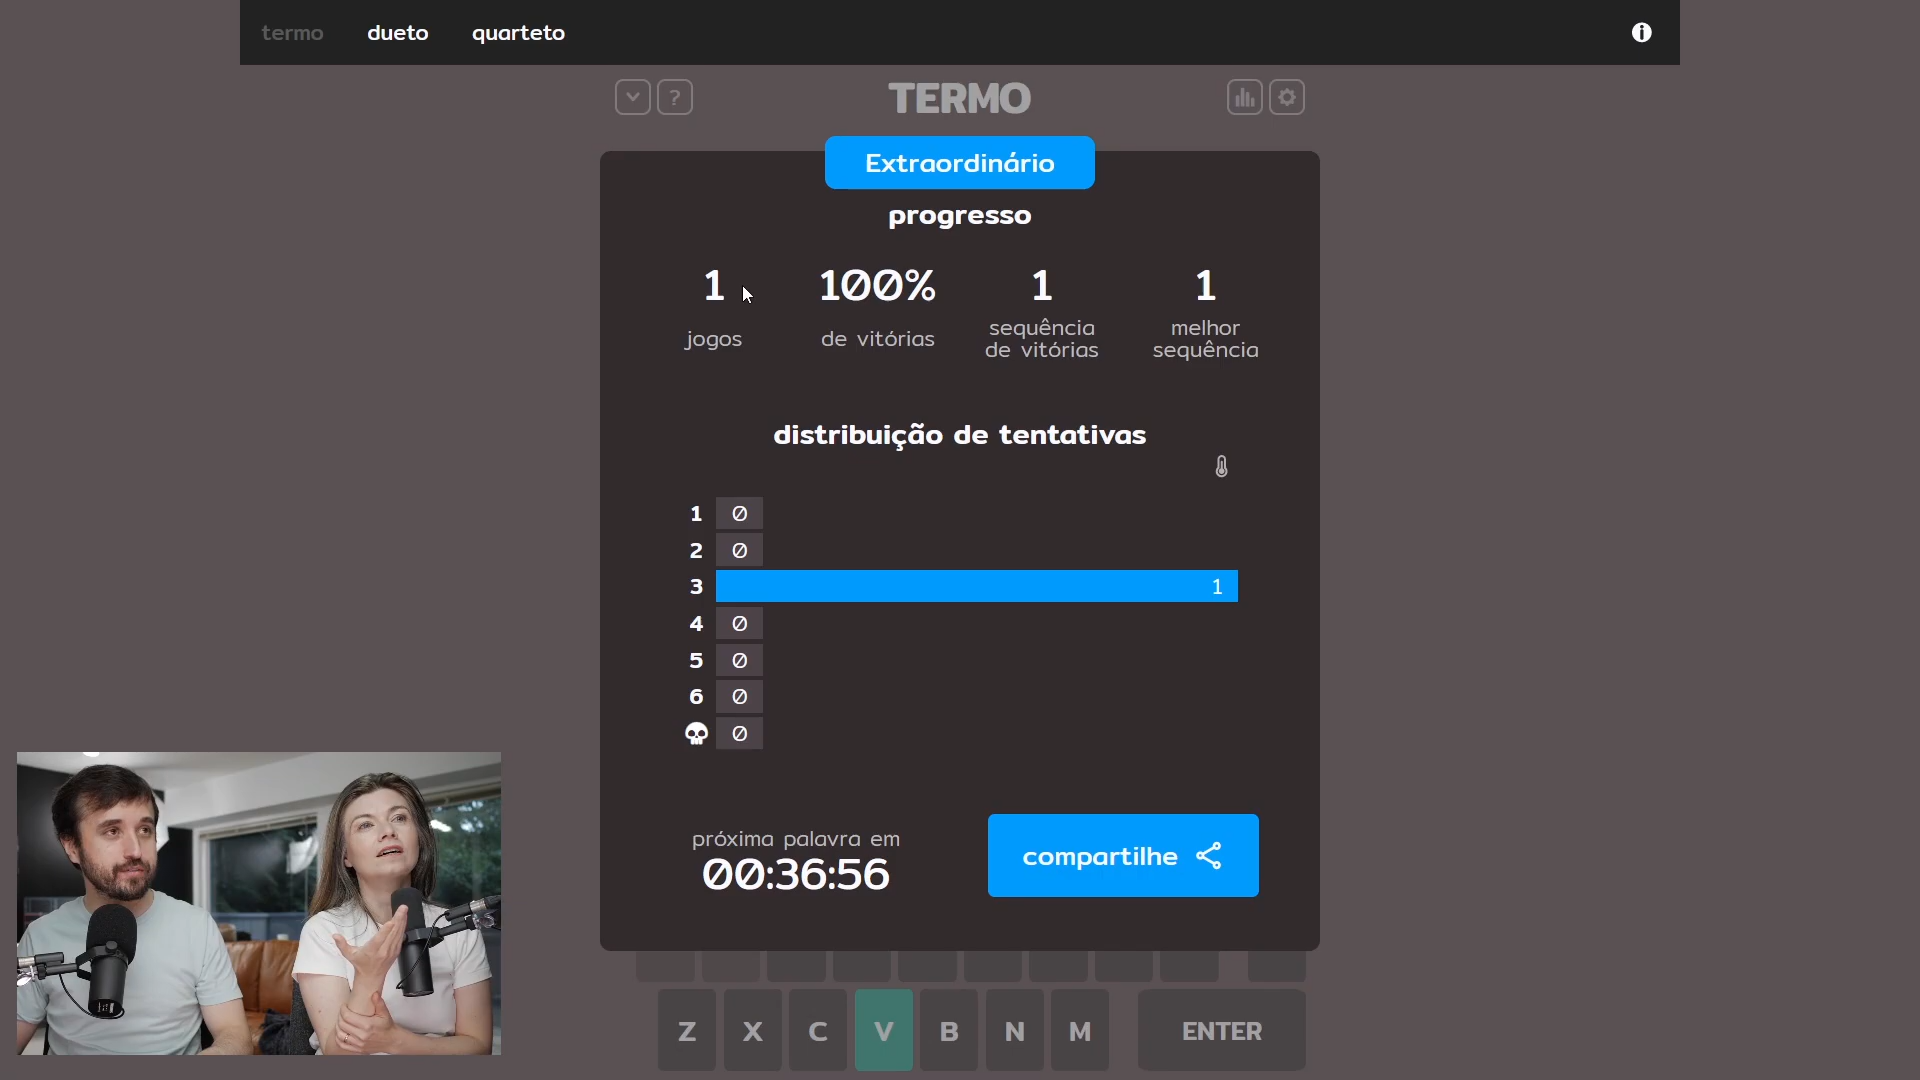 termo dueto quarteto
?
TERMO
Extraordinário
progresso
1 100% 1 1
jogos de vitórias sequência de vitórias melhor sequência
distribuição de tentativas
1 0
2 0
3 1
4 0
5 0
6 0
0
próxima palavra em
00:36:56
compartilhe
Z X C V B N M ENTER